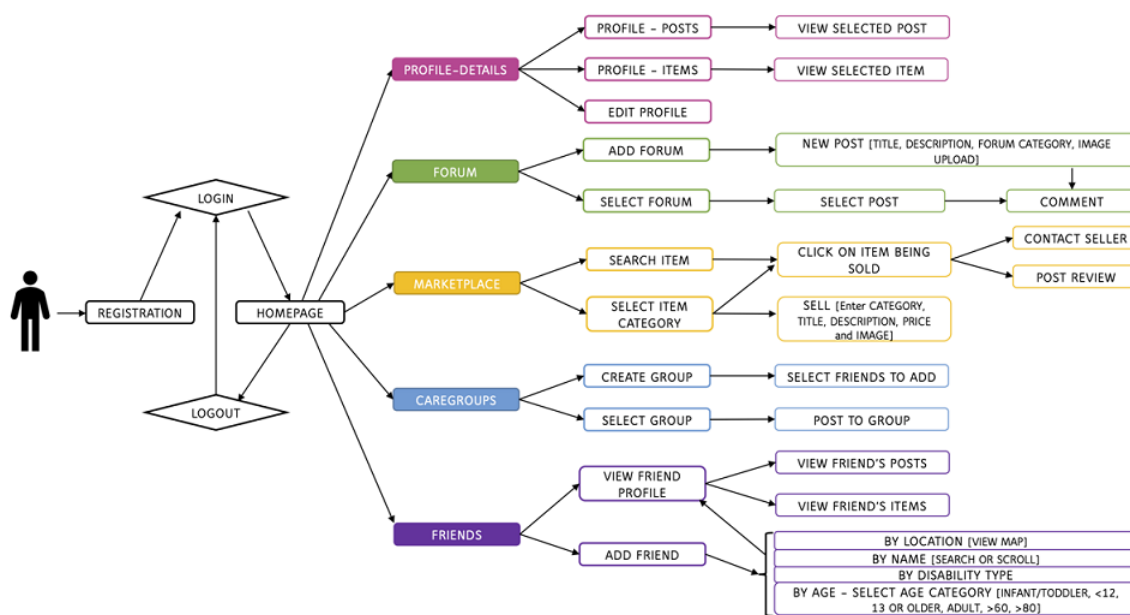 PROFILE - POSTS
VIEW SELECTED POST
PROFILE-DETAILS
PROFILE - ITEMS
VIEW SELECTED ITEM
EDIT PROFILE
ADD FORUM
NEW POST [TITLE, DESCRIPTION, FORUM CATEGORY, IMAGE
UPLOAD]
FORUM
LOGIN
SELECT FORUM
SELECT POST
COMMENT
CONTACT SELLER
SEARCH ITEM
CLICK ON ITEM BEING
SOLD
MARKETPLACE
POST REVIEW
REGISTRATION
HOMEPAGE
SELECT ITEM
CATEGORY
SELL [Enter CATEGORY,
TITLE, DESCRIPTION, PRICE
and IMAGE]
CREATE GROUP
SELECT FRIENDS TO ADD
CAREGROUPS
LOGOUT
SELECT GROUP
POST TO GROUP
VIEW FRIEND
PROFILE
VIEW FRIEND'S POSTS
VIEW FRIEND'S ITEMS
FRIENDS
ADD FRIEND
BY LOCATION [VIEW MAP]
BY NAME [SEARCH OR SCROLL]
BY DISABILITY TYPE
BY AGE - SELECT AGE CATEGORY [INFANT/TODDLER, <12,
13 OR OLDER, ADULT, >60, >80]